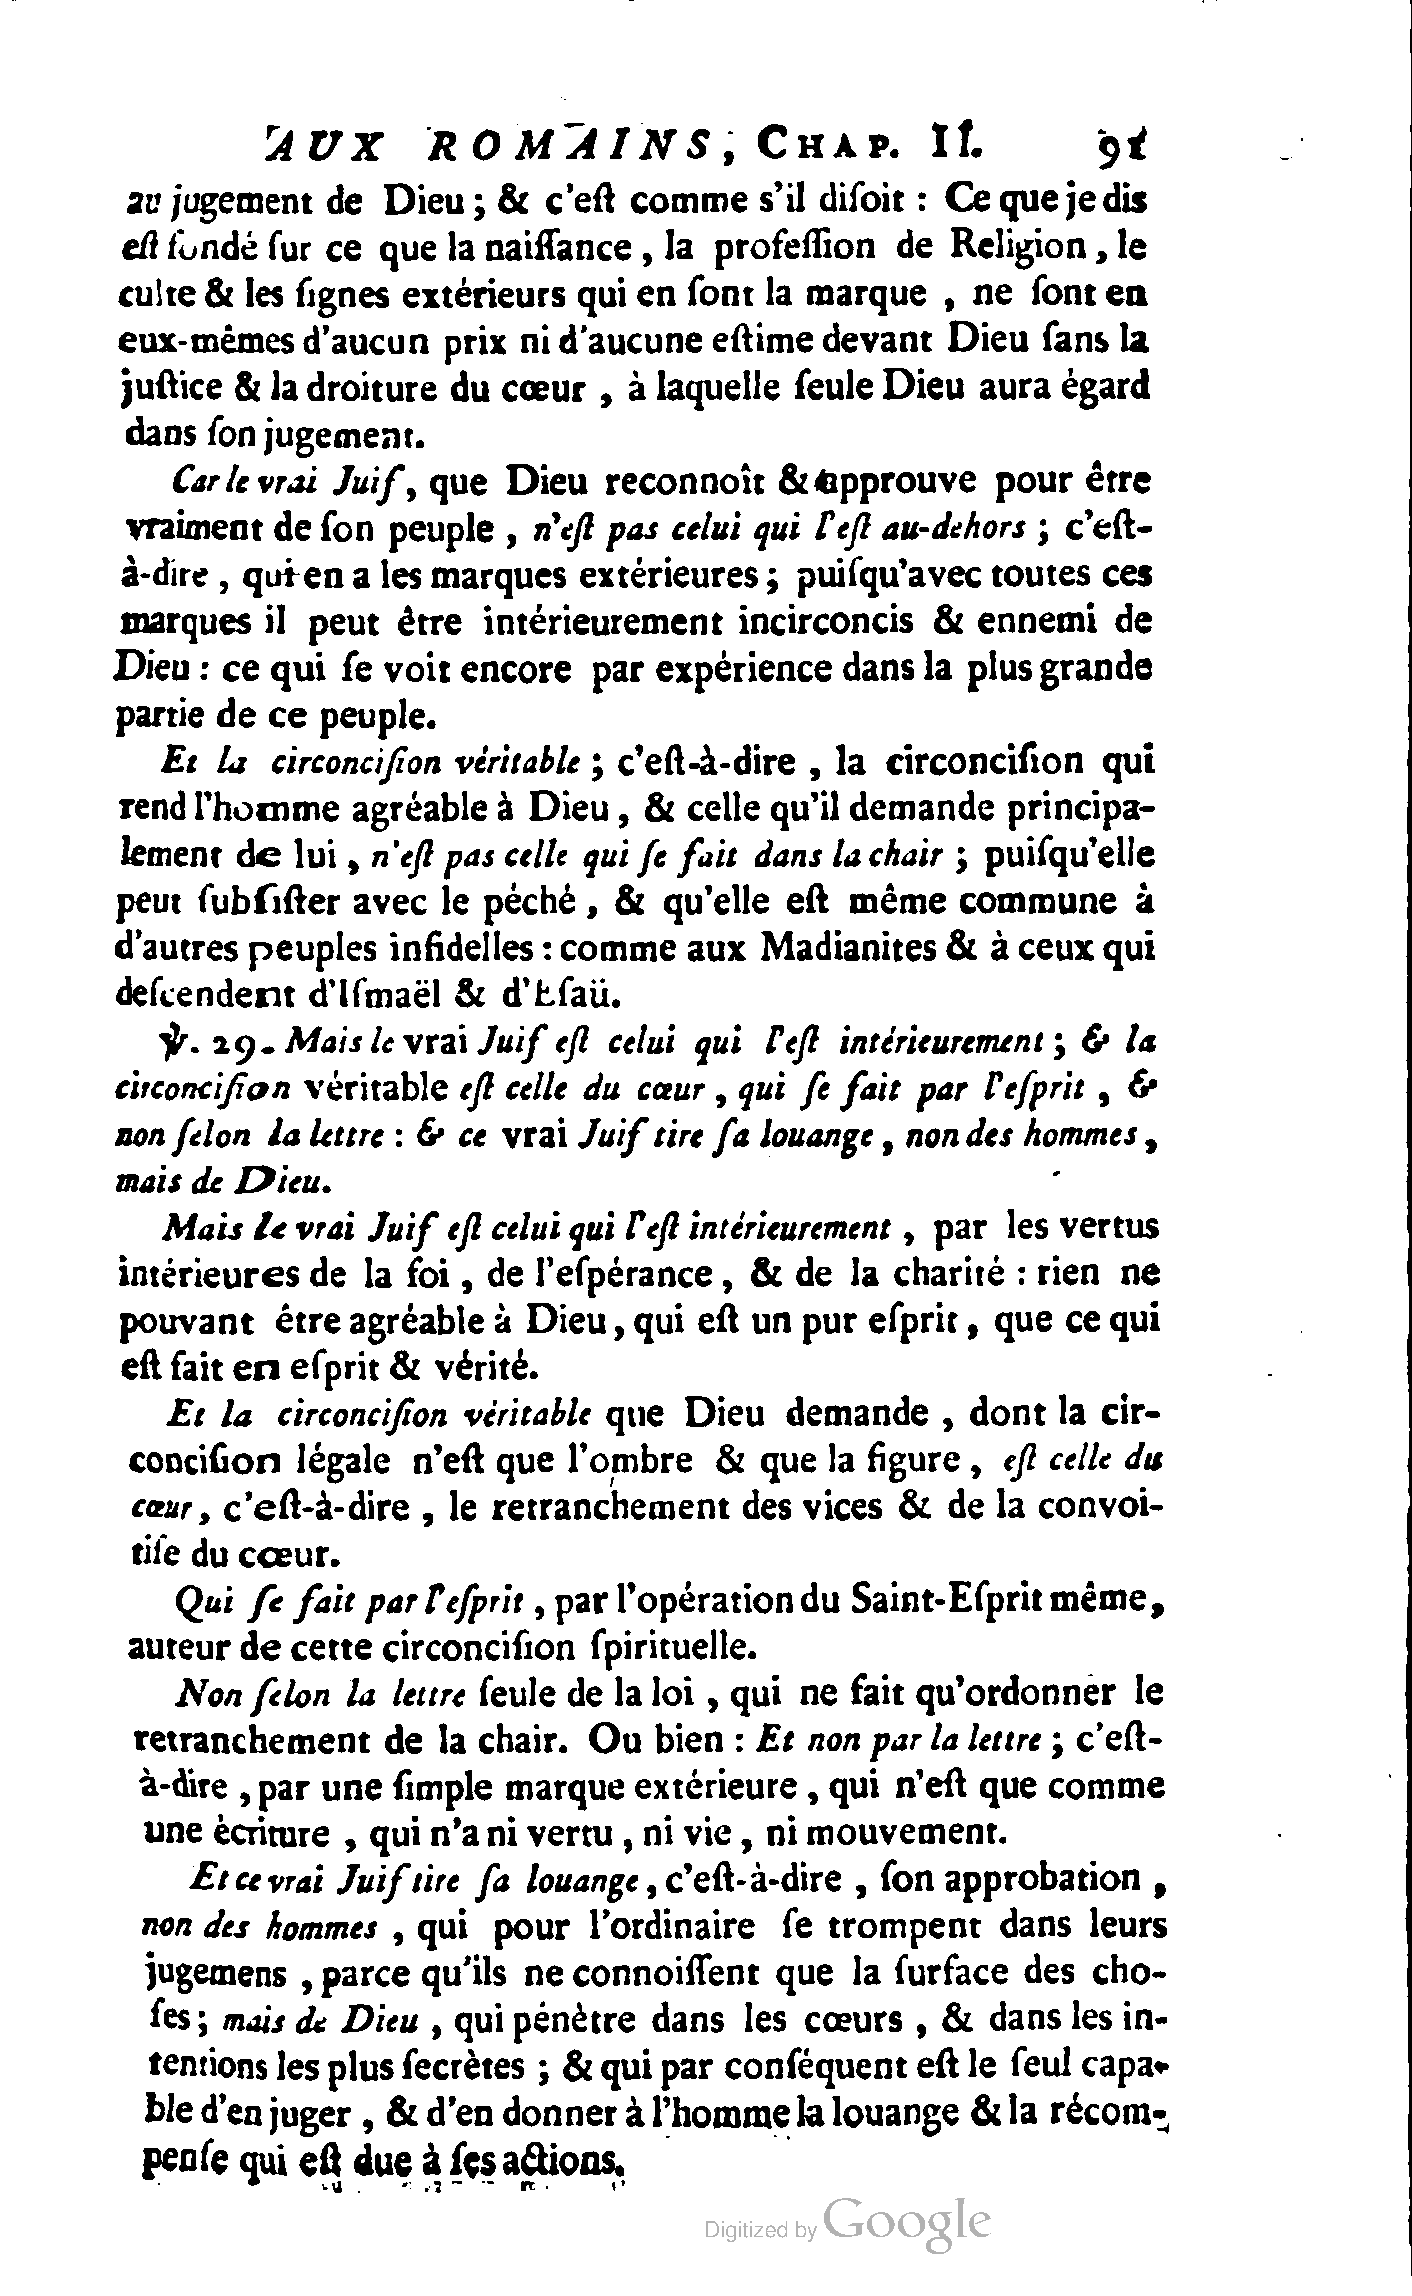 AUX ROMAINS, CHAP. II. 91
au jugement de Dieu ; & c'eſt comme s'il diſoit : Ce que je dis
eſt fondé ſur ce que la naiſſance , la profeſſion de Religion , le
culte & les ſignes extérieurs qui en ſont la marque , ne ſont en
eux-mêmes d'aucun prix ni d'aucune eſtime devant Dieu ſans la
juſtice & la droiture du cœur , à laquelle ſeule Dieu aura égard
dans ſon jugement.
Car le vrai Juif, que Dieu reconnoît & approuve pour être
vraiment de ſon peuple , n'eſt pas celui qui l'eſt au-dehors ; c'eſt-
à-dire , qui en a les marques extérieures ; puiſqu'avec toutes ces
marques il peut être intérieurement incirconcis & ennemi de
Dieu : ce qui ſe voit encore par expérience dans la plus grande
partie de ce peuple.
Et la circonciſion véritable ; c'eſt-à-dire , la circonciſion qui
rend l'homme agréable à Dieu , & celle qu'il demande principa-
lement de lui , n'eſt pas celle qui ſe fait dans la chair ; puiſqu'elle
peut ſubſiſter avec le péché , & qu'elle eſt même commune à
d'autres peuples infidelles : comme aux Madianites & à ceux qui
deſcendent d'Iſmaël & d'Eſaü.
℣. 29. Mais le vrai Juif eſt celui qui l'eſt intérieurement ; & la
circonciſion véritable eſt celle du cœur , qui ſe fait par l'eſprit , &
non ſelon la lettre : & ce vrai Juif tire ſa louange , non des hommes ,
mais de Dieu.
Mais le vrai Juif eſt celui qui l'eſt intérieurement , par les vertus
intérieures de la foi , de l'eſpérance , & de la charité : rien ne
pouvant être agréable à Dieu , qui eſt un pur eſprit , que ce qui
eſt fait en eſprit & vérité.
Et la circonciſion véritable que Dieu demande , dont la cir-
conciſion légale n'eſt que l'ombre & que la figure , eſt celle du
cœur , c'eſt-à-dire , le retranchement des vices & de la convoi-
tiſe du cœur.
Qui ſe fait par l'eſprit , par l'opération du Saint-Eſprit même,
auteur de cette circonciſion ſpirituelle.
Non ſelon la lettre ſeule de la loi , qui ne fait qu'ordonner le
retranchement de la chair. Ou bien : Et non par la lettre ; c'eſt-
à-dire , par une ſimple marque extérieure , qui n'eſt que comme
une écriture , qui n'a ni vertu , ni vie , ni mouvement.
Et ce vrai Juif tire ſa louange , c'eſt-à-dire , ſon approbation ,
non des hommes , qui pour l'ordinaire ſe trompent dans leurs
jugemens , parce qu'ils ne connoiſſent que la ſurface des cho-
ſes ; mais de Dieu , qui pénètre dans les cœurs , & dans les in-
tentions les plus ſecrètes ; & qui par conſéquent eſt le ſeul capa-
ble d'en juger , & d'en donner à l'homme la louange & la récom-
penſe qui eſt due à ſes actions.
Digitized by Google